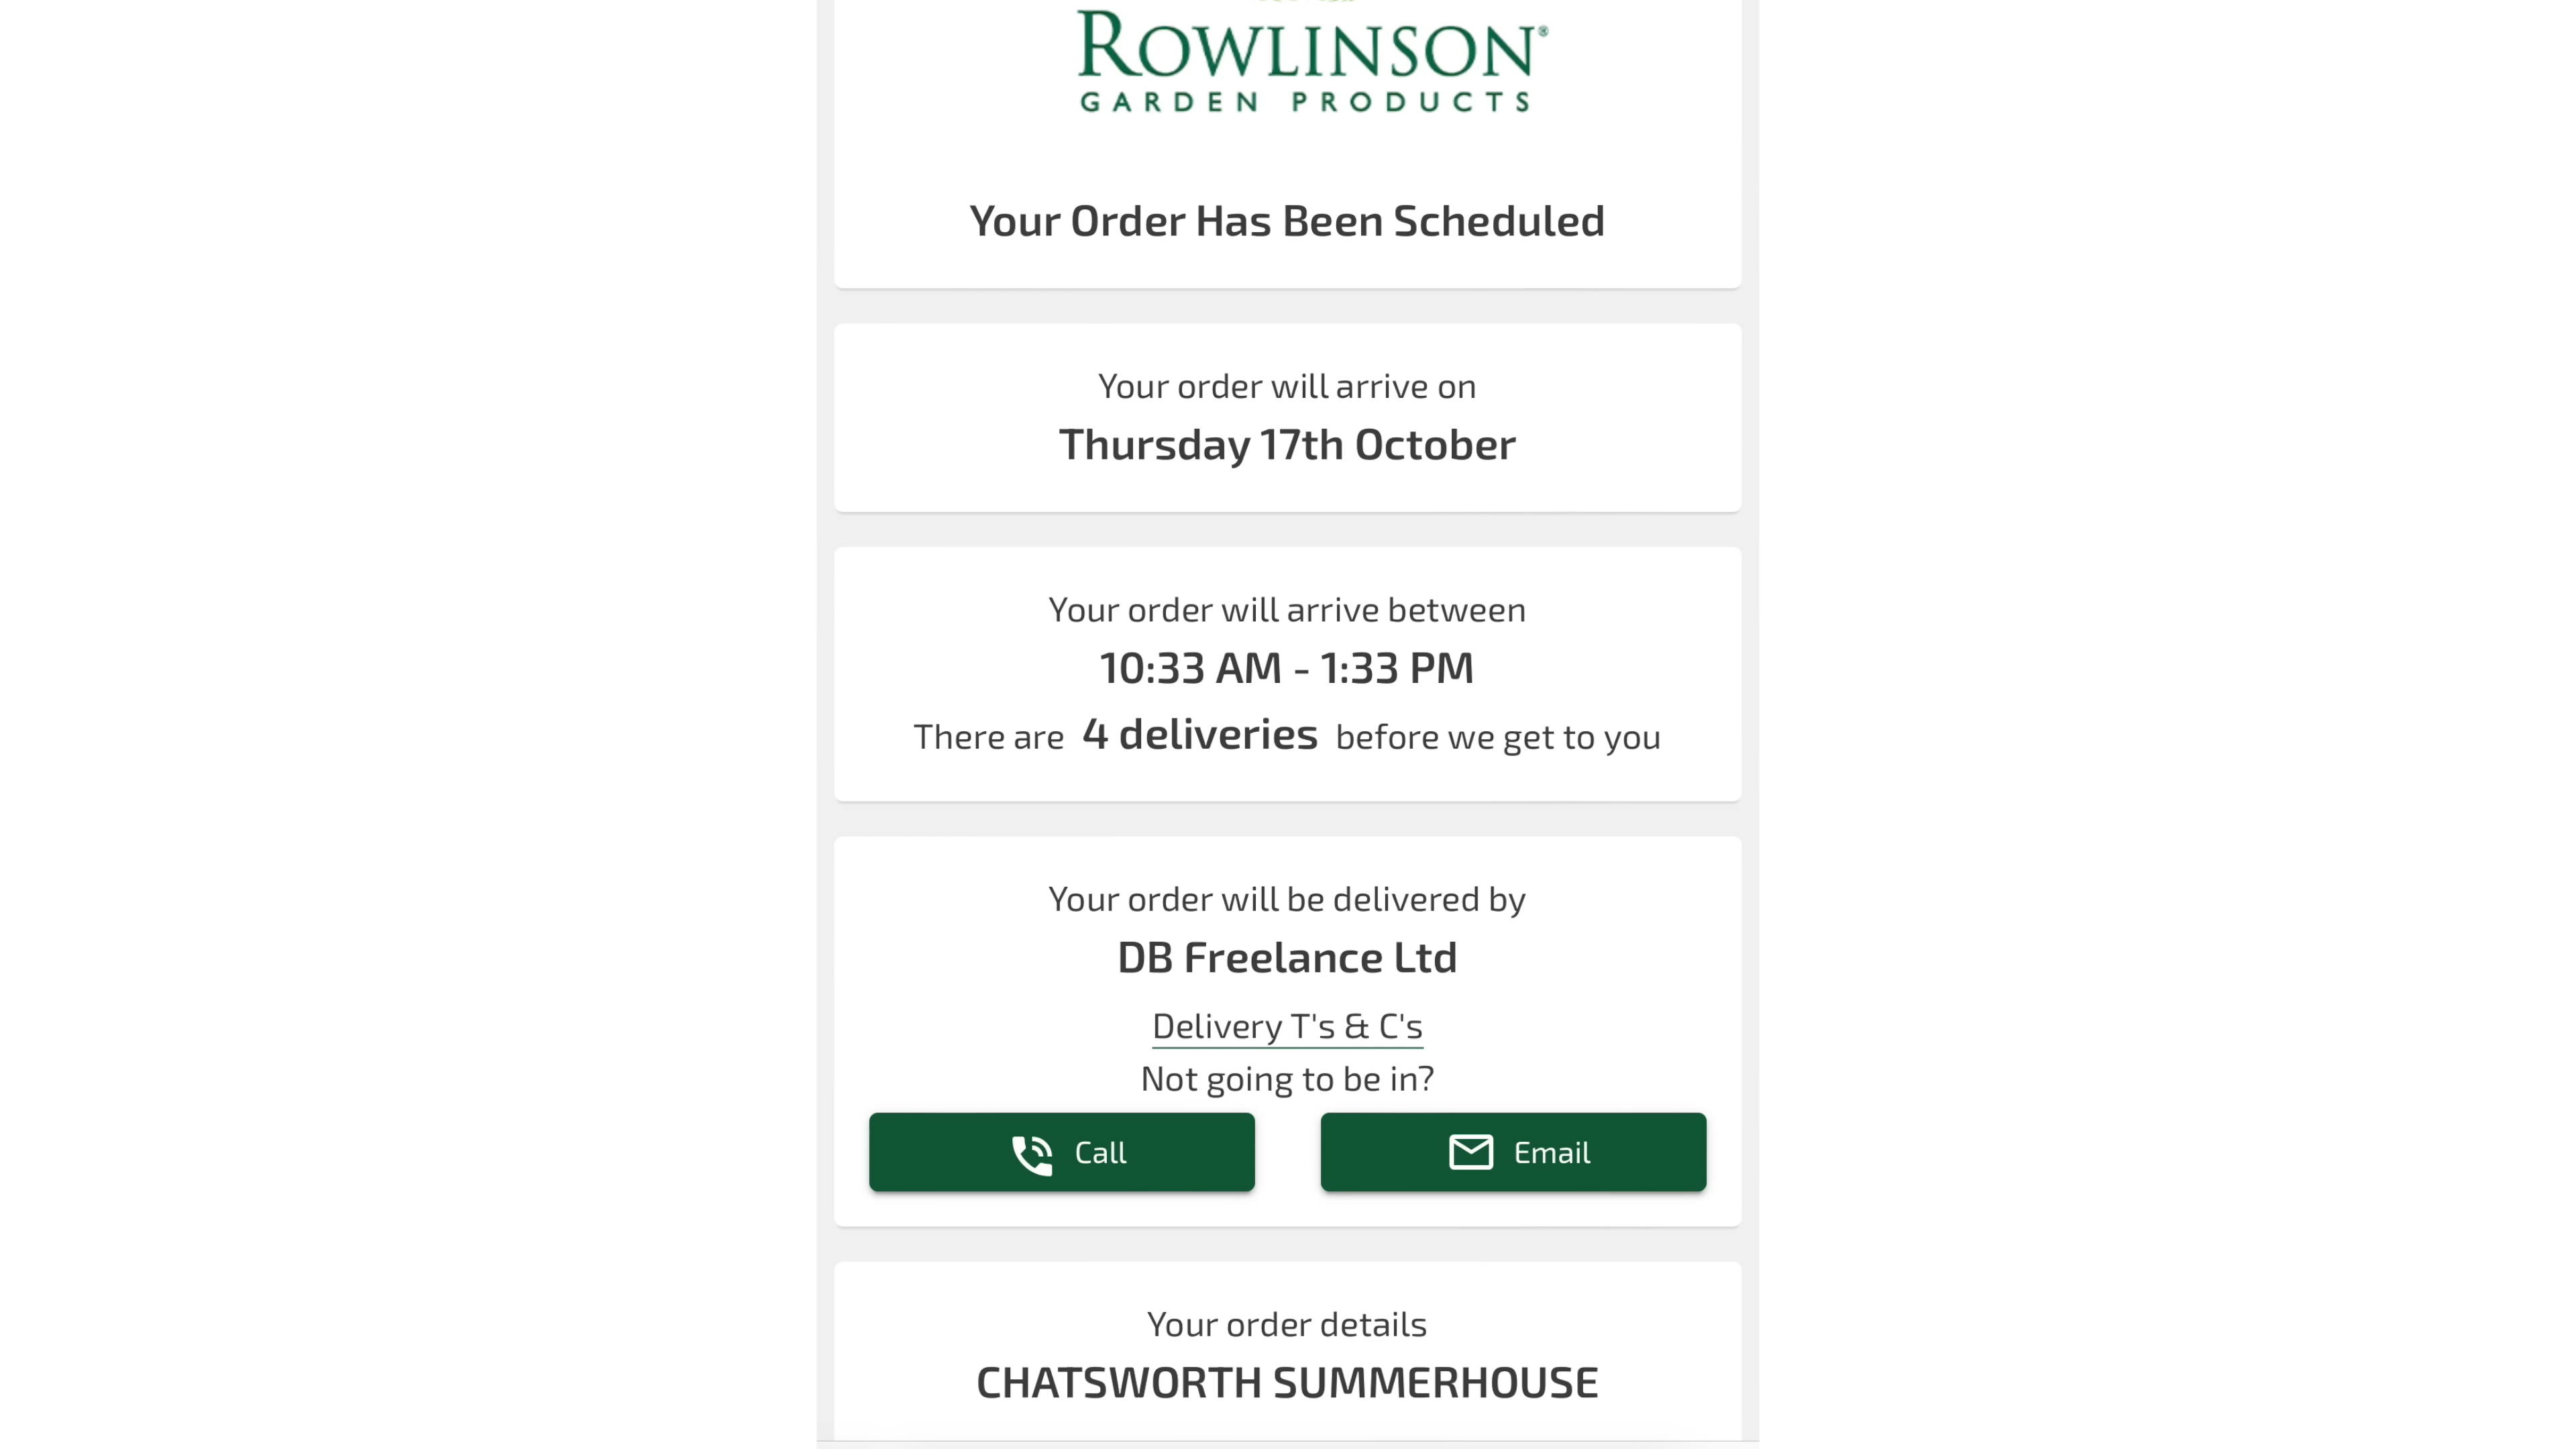 ROWLINSON®
GARDEN PRODUCTS
Your Order Has Been Scheduled
Your order will arrive on
Thursday 17th October
Your order will arrive between
10:33 AM - 1:33 PM
There are 4 deliveries before we get to you
Your order will be delivered by
DB Freelance Ltd
Delivery T's & C's
Not going to be in?
Call Email
Your order details
CHATSWORTH SUMMERHOUSE